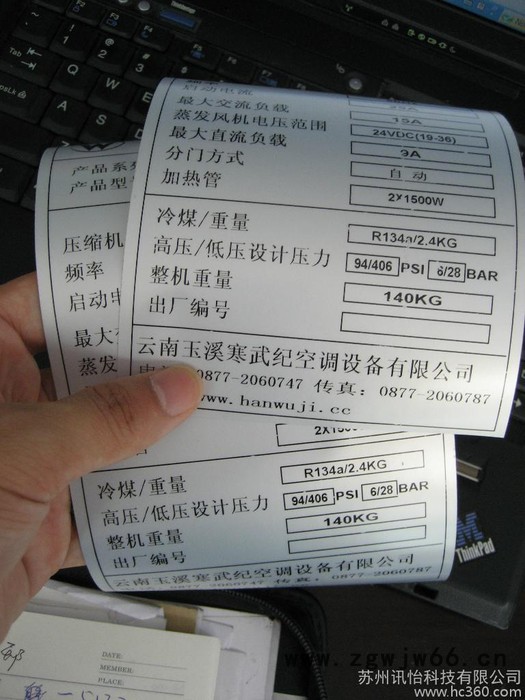 启动电流
最大交流负载 35A
蒸发风机电压范围 15A
最大直流负载 24VDC(19-36)
分门方式 9A
加热管 自动
2×1500W
冷煤/重量 R134a/2.4KG
高压/低压设计压力 94/406 PSI 6/28 BAR
整机重量 140KG
出厂编号
云南玉溪寒武纪空调设备有限公司
0877-2060747 传真：0877-2060787
www.hanwuji.cc
产品系
产品型
压缩机
频率
启动电
最大
蒸发
冷煤/重量 R134a/2.4KG
高压/低压设计压力 94/406 PSI 6/28 BAR
整机重量 140KG
出厂编号
云南玉溪寒武纪空调设备有限公司
传真：0877-2060787
IBM
ThinkPad
DATE:
MEMBER:
PLACE:
www.zgwjw66.cn
苏州讯怡科技有限公司
http://www.hc360.com